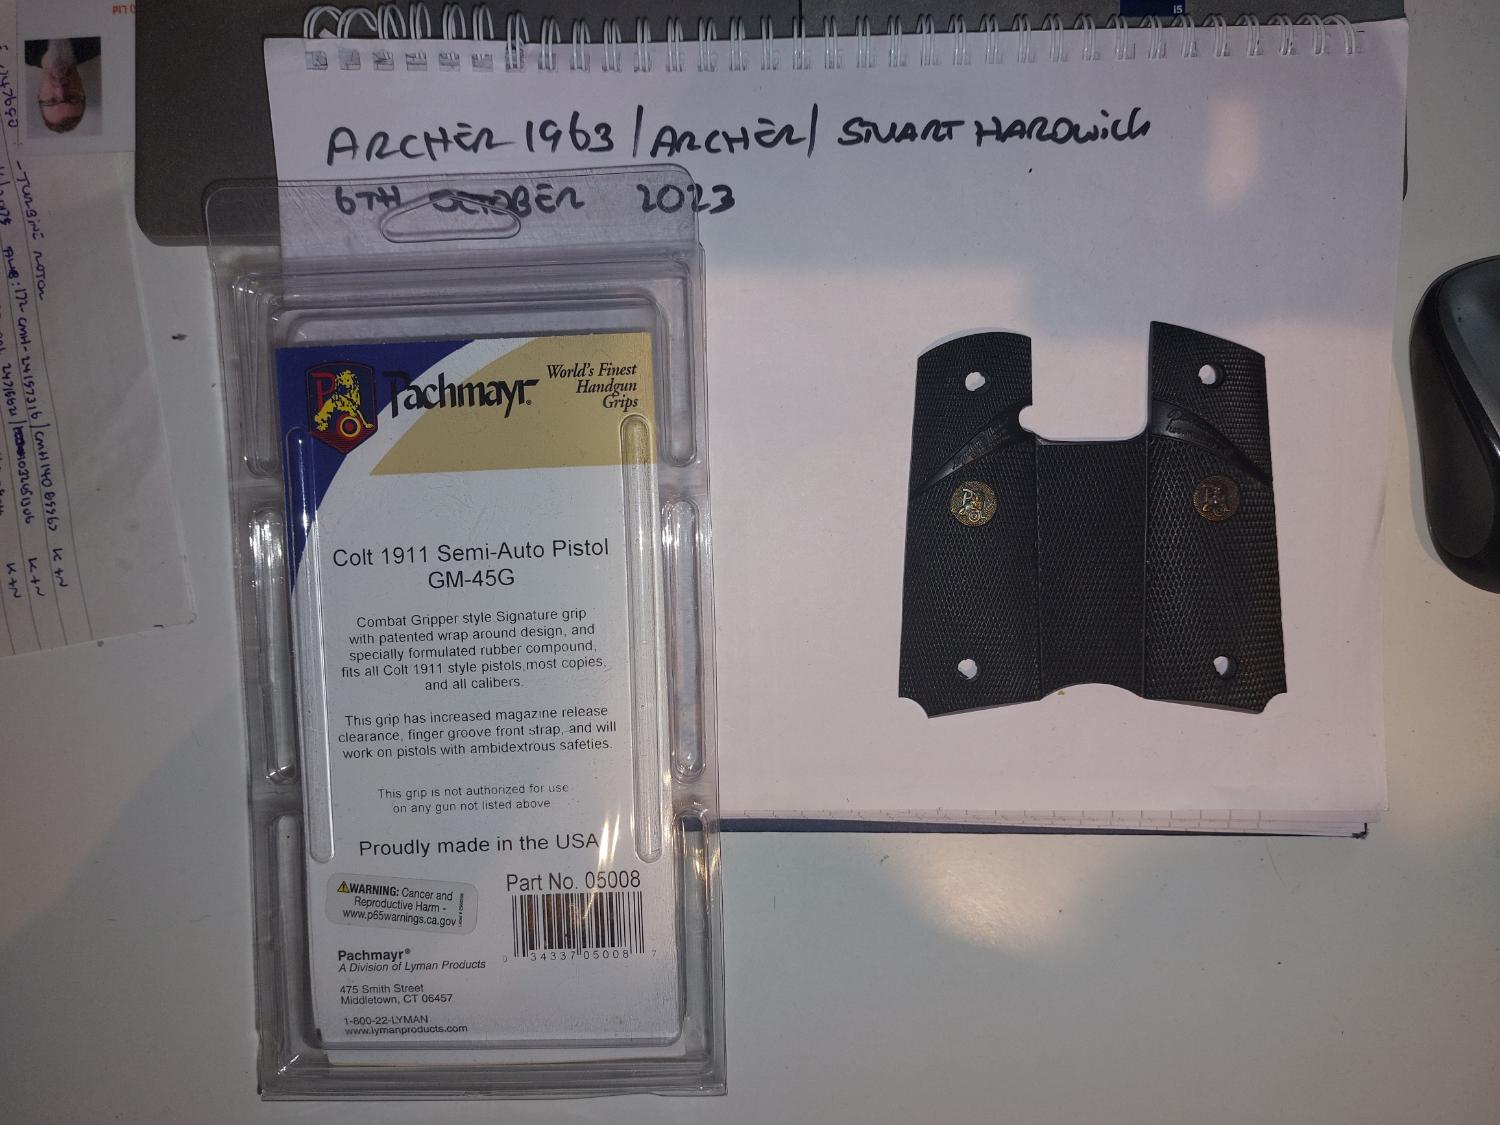 ARCHER 1963 / ARCHER / STUART HARDWICK
6TH OCTOBER 2023
Pachmayr®
World's Finest
Handgun
Grips
Colt 1911 Semi-Auto Pistol
GM-45G
Combat Gripper style Signature grip
with patented wrap around design, and
specially formulated rubber compound,
fits all Colt 1911 style pistols, most copies,
and all calibers.
This grip has increased magazine release
clearance, finger groove front strap, and will
work on pistols with ambidextrous safeties.
This grip is not authorized for use
on any gun not listed above
Proudly made in the USA
WARNING: Cancer and
Reproductive Harm -
www.p65warnings.ca.gov
Part No. 05008
0 34337 05008 7
Pachmayr®
A Division of Lyman Products
475 Smith Street
Middletown, CT 06457
1-800-22-LYMAN
www.lymanproducts.com
- TURBINE ROTOR
K+N
K+N
K+N
i5